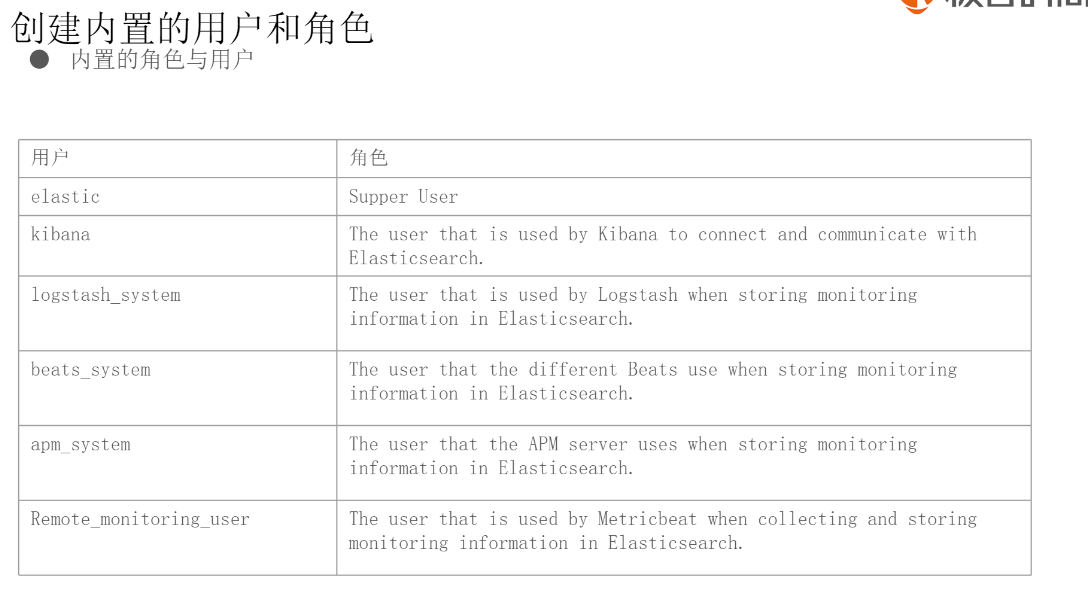 创建内置的用户和角色
● 内置的角色与用户
用户 角色
elastic Supper User
kibana The user that is used by Kibana to connect and communicate with
Elasticsearch.
logstash_system The user that is used by Logstash when storing monitoring
information in Elasticsearch.
beats_system The user that the different Beats use when storing monitoring
information in Elasticsearch.
apm_system The user that the APM server uses when storing monitoring
information in Elasticsearch.
Remote_monitoring_user The user that is used by Metricbeat when collecting and storing
monitoring information in Elasticsearch.